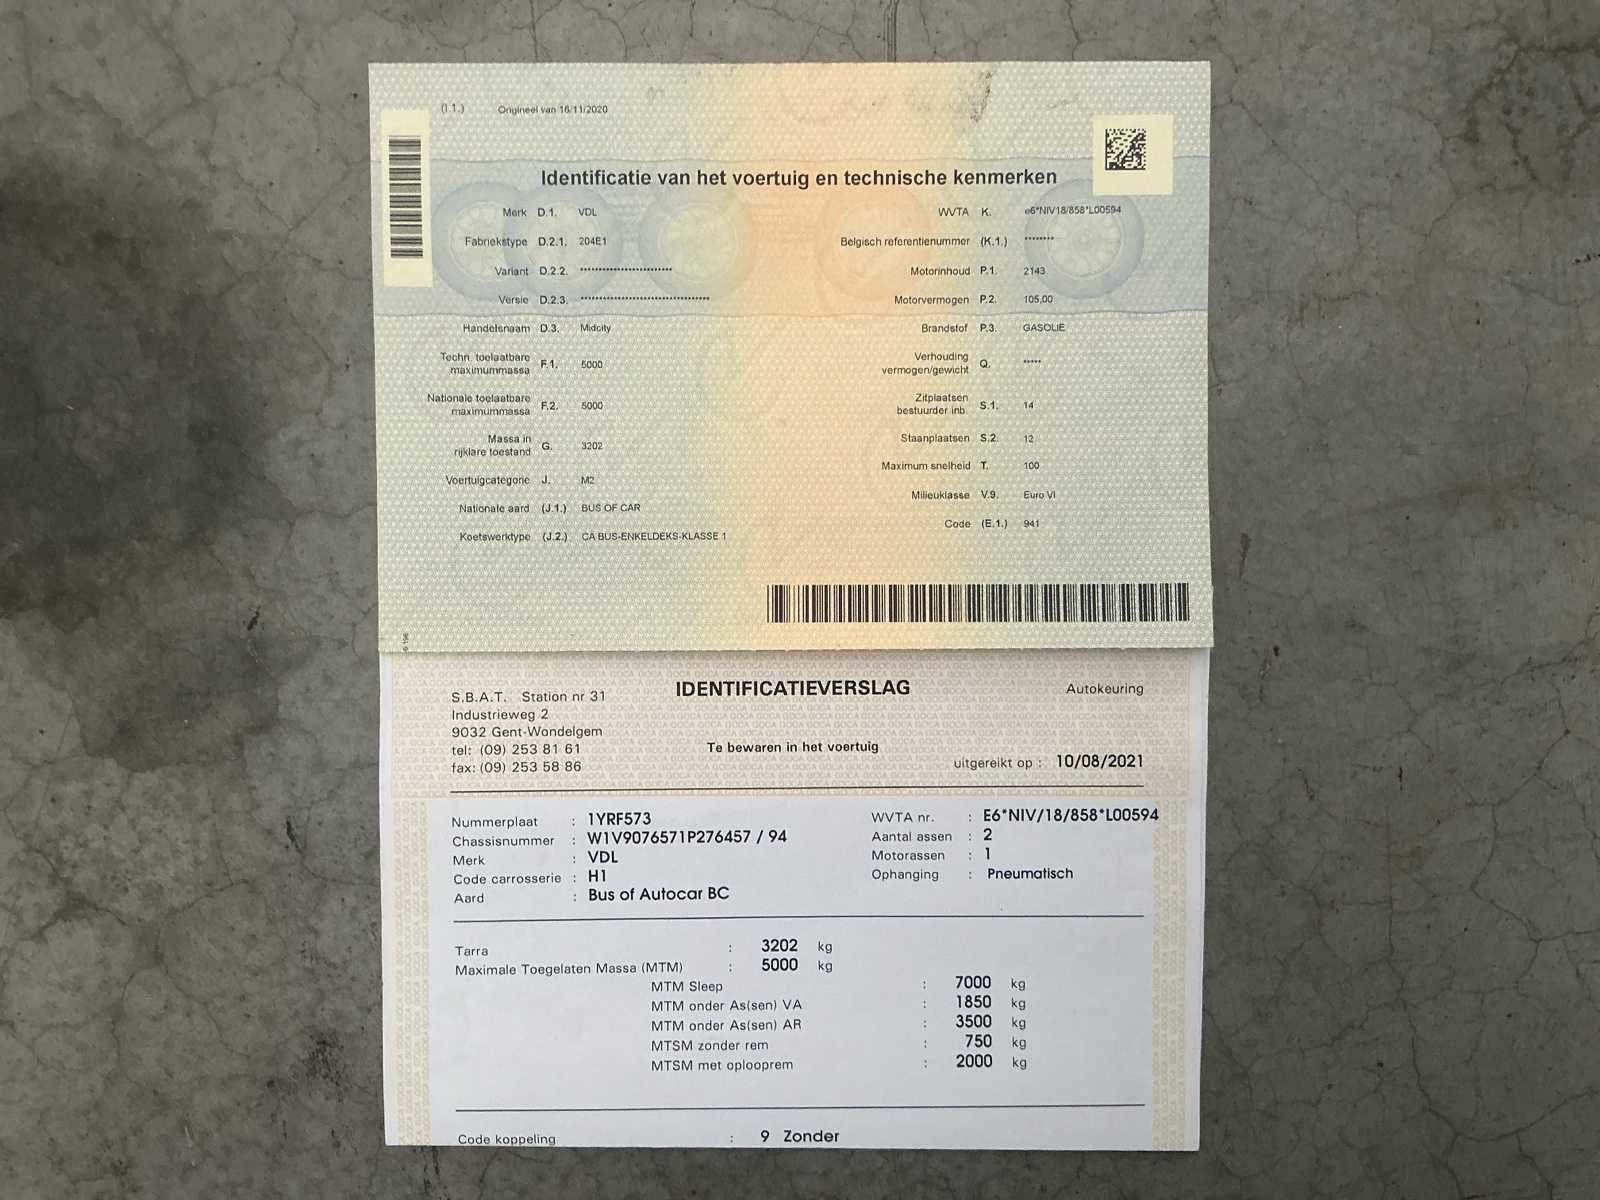 (I 1.) Origineel van 16/11/2020
Identificatie van het voertuig en technische kenmerken
Merk D.1. VDL
Fabriekstype D.2.1. 204E1
Variant D.2.2. ***********************
Versie D.2.3. ********************************
Handelsnaam D.3. Midcity
Techn. toelaatbare
maximummassa F.1. 5000
Nationale toelaatbare
maximummassa F.2. 5000
Massa in
rijklare toestand G. 3202
Voertuigcategorie J. M2
Nationale aard (J.1.) BUS OF CAR
Koetswerktype (J.2.) CA BUS-ENKELDEKS-KLASSE 1
WVTA K. e6*NIV18/858*L00594
Belgisch referentienummer (K.1.) ********
Motorinhoud P.1. 2143
Motorvermogen P.2. 105,00
Brandstof P.3. GASOLIE
Verhouding
vermogen/gewicht Q. *****
Zitplaatsen
bestuurder inb. S.1. 14
Staanplaatsen S.2. 12
Maximum snelheid T. 100
Milieuklasse V.9. Euro VI
Code (E.1.) 941
S.B.A.T. Station nr 31
Industrieweg 2
9032 Gent-Wondelgem
tel: (09) 253 81 61
fax: (09) 253 58 86
IDENTIFICATIEVERSLAG
Te bewaren in het voertuig
Autokeuring
uitgereikt op : 10/08/2021
Nummerplaat : 1YRF573
Chassisnummer : W1V9076571P276457 / 94
Merk : VDL
Code carrosserie : H1
Aard : Bus of Autocar BC
WVTA nr. : E6*NIV/18/858*L00594
Aantal assen : 2
Motorassen : 1
Ophanging : Pneumatisch
Tarra : 3202 kg
Maximale Toegelaten Massa (MTM) : 5000 kg
MTM Sleep : 7000 kg
MTM onder As(sen) VA : 1850 kg
MTM onder As(sen) AR : 3500 kg
MTSM zonder rem : 750 kg
MTSM met oplooprem : 2000 kg
Code koppeling : 9 Zonder